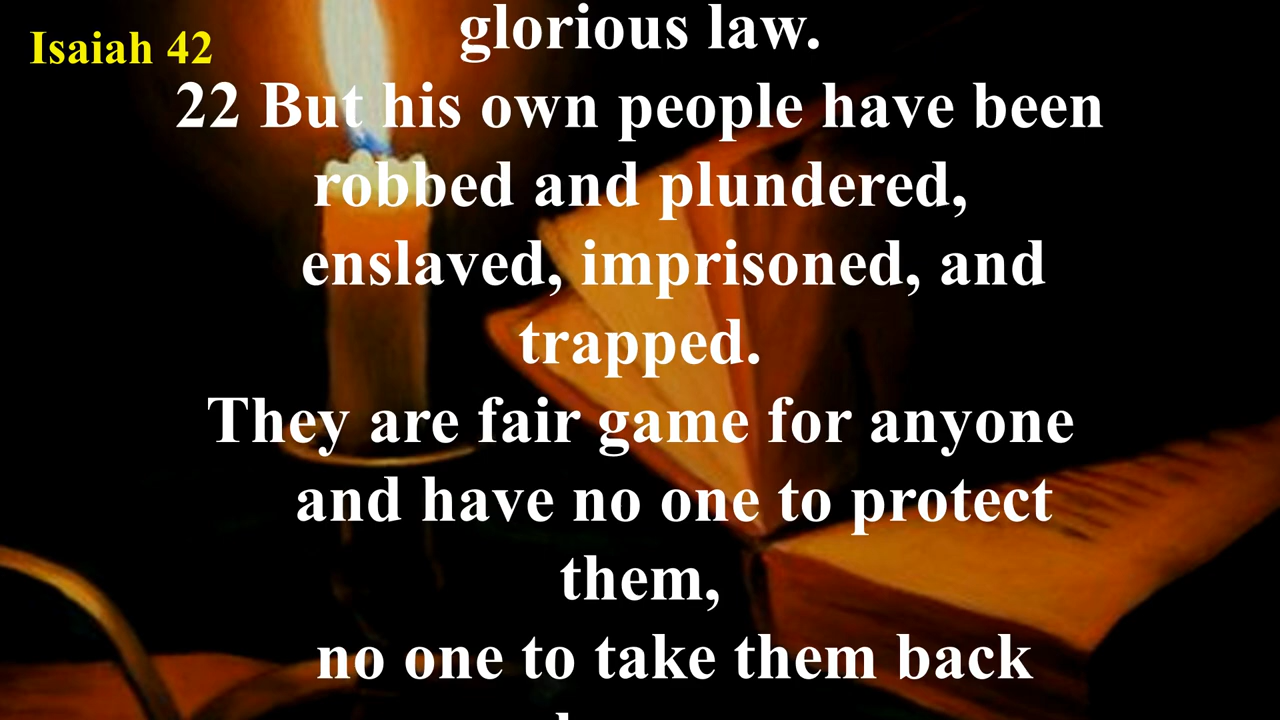 Isaiah 42
glorious law.
22 But his own people have been
robbed and plundered,
enslaved, imprisoned, and
trapped.
They are fair game for anyone
and have no one to protect
them,
no one to take them back